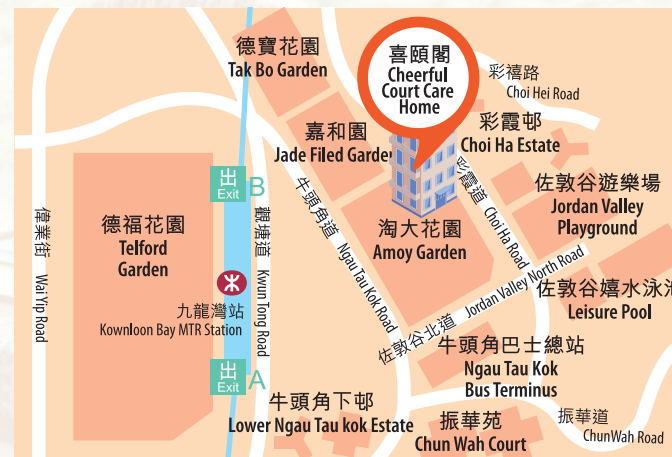 德寶花園
Tak Bo Garden
喜頤閣
Cheerful
Court Care
Home
彩禧路
Choi Hei Road
嘉和園
Jade Filed Garde
彩霞邨
Choi Ha Estate
出
Exit
B
偉業街 Wai Yip Road
德福花園
Telford
Garden
觀塘道 Kwun Tong Road
牛頭角道 Ngau Tau Kok Road
淘大花園
Amoy Garden
彩霞道 Choi Ha Road
佐敦谷遊樂場
Jordan Valley
Playground
九龍灣站
Kownloon Bay MTR Station
佐敦谷北道 Jordan Valley North Road
佐敦谷嬉水泳池
Leisure Pool
出
Exit
A
牛頭角下邨
Lower Ngau Tau kok Estate
牛頭角巴士總站
Ngau Tau Kok
Bus Terminus
振華苑
Chun Wah Court
振華道
ChunWah Road